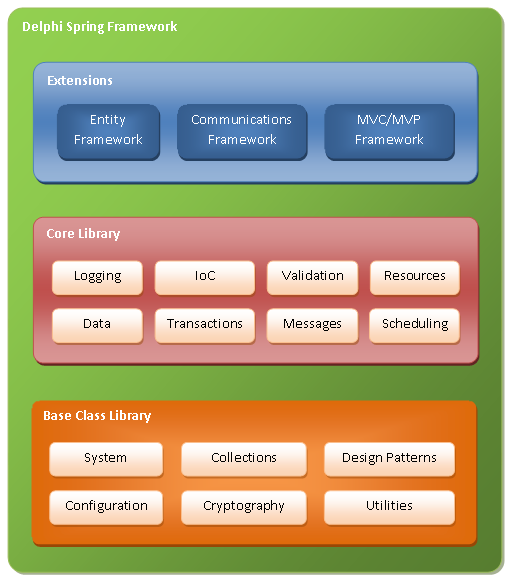 Delphi Spring Framework
Extensions
Entity
Framework
Communications
Framework
MVC/MVP
Framework
Core Library
Logging
IoC
Validation
Resources
Data
Transactions
Messages
Scheduling
Base Class Library
System
Collections
Design Patterns
Configuration
Cryptography
Utilities